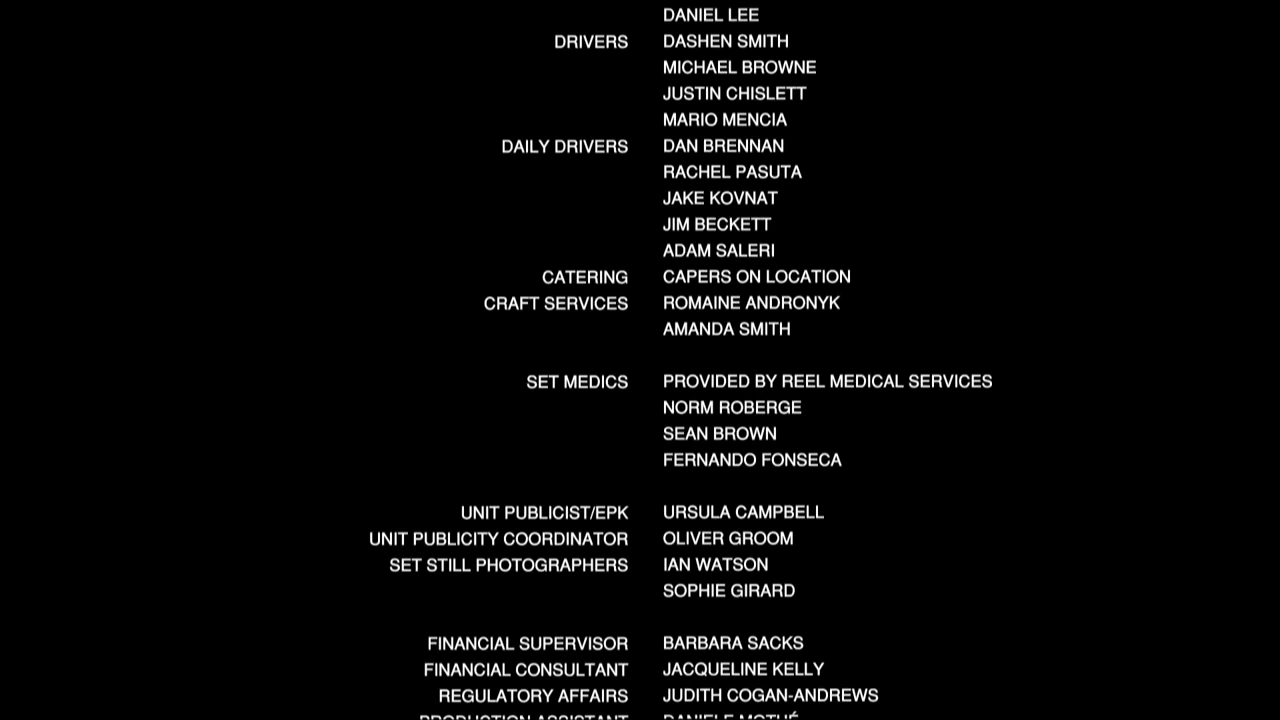 DANIEL LEE
DRIVERS DASHEN SMITH
MICHAEL BROWNE
JUSTIN CHISLETT
MARIO MENCIA
DAILY DRIVERS DAN BRENNAN
RACHEL PASUTA
JAKE KOVNAT
JIM BECKETT
ADAM SALERI
CATERING CAPERS ON LOCATION
CRAFT SERVICES ROMAINE ANDRONYK
AMANDA SMITH
SET MEDICS PROVIDED BY REEL MEDICAL SERVICES
NORM ROBERGE
SEAN BROWN
FERNANDO FONSECA
UNIT PUBLICIST/EPK URSULA CAMPBELL
UNIT PUBLICITY COORDINATOR OLIVER GROOM
SET STILL PHOTOGRAPHERS IAN WATSON
SOPHIE GIRARD
FINANCIAL SUPERVISOR BARBARA SACKS
FINANCIAL CONSULTANT JACQUELINE KELLY
REGULATORY AFFAIRS JUDITH COGAN-ANDREWS
PRODUCTION ASSISTANT DANIELE MOTHÉ